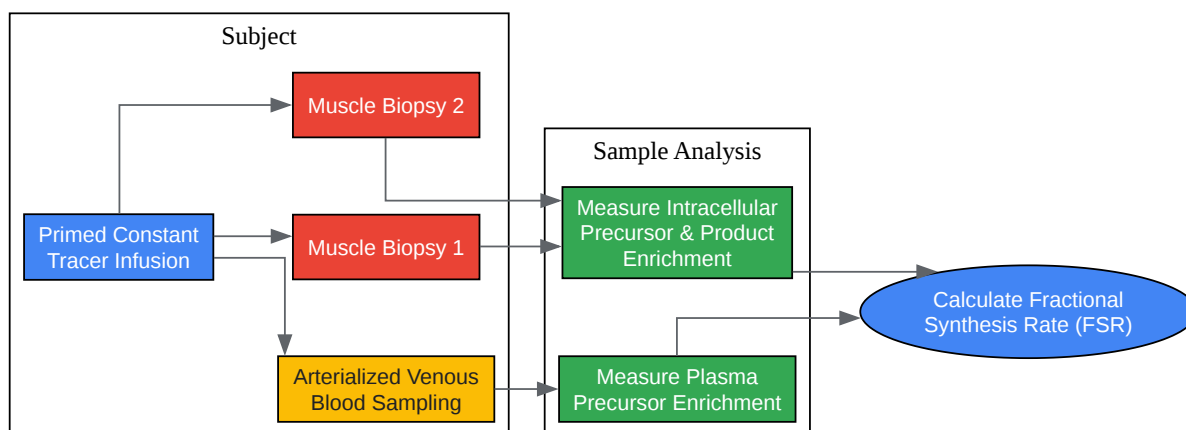 Subject
Muscle Biopsy 2
Primed Constant
Tracer Infusion
Muscle Biopsy 1
Arterialized Venous
Blood Sampling
Sample Analysis
Measure Intracellular
Precursor & Product
Enrichment
Measure Plasma
Precursor Enrichment
Calculate Fractional
Synthesis Rate (FSR)